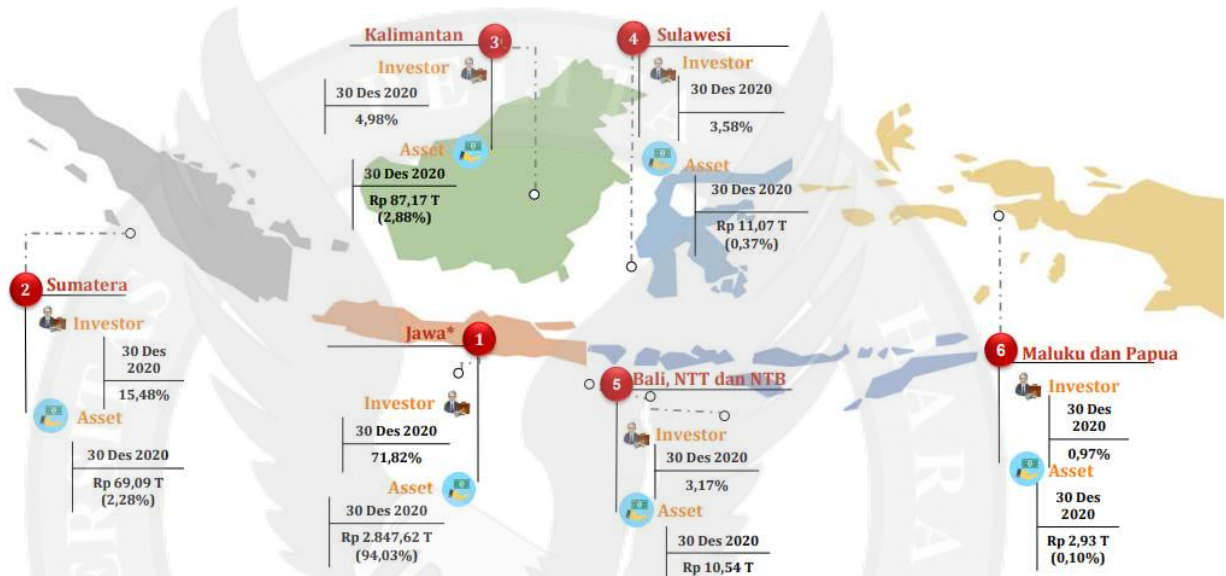 Kalimantan
3
Investor
30 Des 2020
4,98%
Asset
30 Des 2020
Rp 87,17 T
(2,88%)
4
Sulawesi
Investor
30 Des 2020
3,58%
Asset
30 Des 2020
Rp 11,07 T
(0,37%)
2
Sumatera
Investor
30 Des
2020
15,48%
Asset
30 Des 2020
Rp 69,09 T
(2,28%)
Jawa*
1
Investor
30 Des 2020
71,82%
Asset
30 Des 2020
Rp 2.847,62 T
(94,03%)
5
Bali, NTT dan NTB
Investor
30 Des 2020
3,17%
Asset
30 Des 2020
Rp 10,54 T
6
Maluku dan Papua
Investor
30 Des
2020
0,97%
Asset
30 Des
2020
Rp 2,93 T
(0,10%)